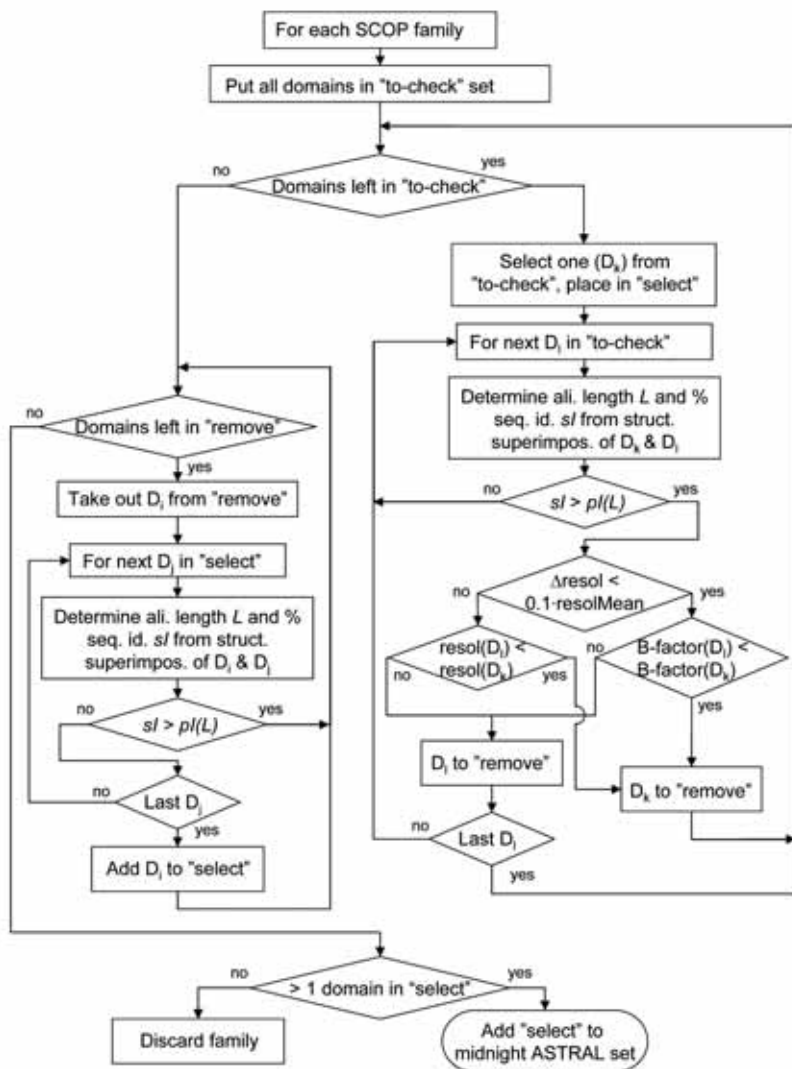 For each SCOP family
Put all domains in "to-check" set
no
yes
Domains left in "to-check"
Select one (Dk) from
"to-check", place in "select"
For next Di in "to-check"
Determine ali. length L and %
seq. id. sI from struct.
superimpos. of Dk & Di
no
sI > pI(L)
yes
no
Δresol <
0.1·resolMean
yes
resol(Di) <
resol(Dk)
no
yes
no
B-factor(Di) <
B-factor(Dk)
yes
Di to "remove"
Dk to "remove"
no
Last Di
yes
no
Domains left in "remove"
yes
Take out Di from "remove"
For next Dj in "select"
Determine ali. length L and %
seq. id. sI from struct.
superimpos. of Di & Dj
no
sI > pI(L)
yes
no
Last Dj
yes
Add Di to "select"
no
> 1 domain in "select"
yes
Discard family
Add "select" to
midnight ASTRAL set